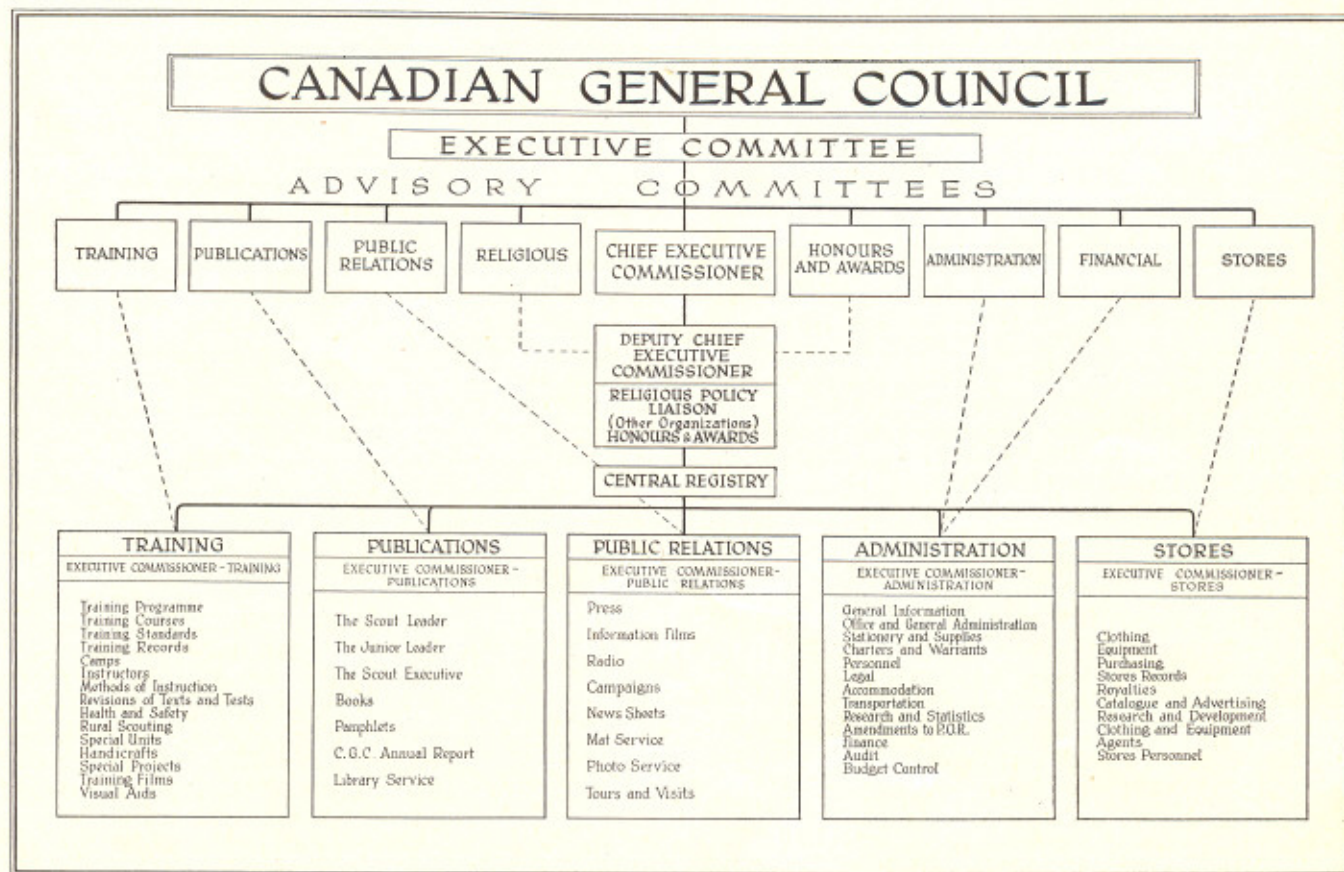 CANADIAN GENERAL COUNCIL
EXECUTIVE COMMITTEE
ADVISORY COMMITTEES
TRAINING
PUBLICATIONS
PUBLIC
RELATIONS
RELIGIOUS
CHIEF EXECUTIVE
COMMISSIONER
HONOURS
AND AWARDS
ADMINISTRATION
FINANCIAL
STORES
DEPUTY CHIEF
EXECUTIVE
COMMISSIONER
RELIGIOUS POLICY
LIAISON
(Other Organizations)
HONOURS & AWARDS
CENTRAL REGISTRY
TRAINING
EXECUTIVE COMMISSIONER - TRAINING
Training Programme
Training Courses
Training Standards
Training Records
Camps
Instructors
Methods of Instruction
Revisions of Texts and Tests
Health and Safety
Rural Scouting
Special Units
Handicrafts
Special Projects
Training Films
Visual Aids
PUBLICATIONS
EXECUTIVE COMMISSIONER -
PUBLICATIONS
The Scout Leader
The Junior Leader
The Scout Executive
Books
Pamphlets
C.G.C. Annual Report
Library Service
PUBLIC RELATIONS
EXECUTIVE COMMISSIONER-
PUBLIC RELATIONS
Press
Information Films
Radio
Campaigns
News Sheets
Mat Service
Photo Service
Tours and Visits
ADMINISTRATION
EXECUTIVE COMMISSIONER-
ADMINISTRATION
General Information
Office and General Administration
Stationery and Supplies
Charters and Warrants
Personnel
Legal
Accommodation
Transportation
Research and Statistics
Amendments to P.O.R.
Finance
Audit
Budget Control
STORES
EXECUTIVE COMMISSIONER-
STORES
Clothing
Equipment
Purchasing
Stores Records
Royalties
Catalogue and Advertising
Research and Development
Clothing and Equipment
Agents
Stores Personnel